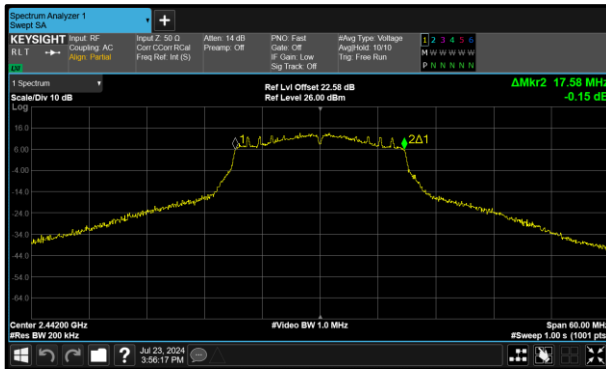 Spectrum Analyzer 1
Swept SA
+
KEYSIGHT
RLT
Input: RF
Coupling: AC
Align: Partial
Input Z: 50 Ω
Corr CCorr RCal
Freq Ref: Int (S)
Atten: 14 dB
Preamp: Off
PNO: Fast
Gate: Off
IF Gain: Low
Sig Track: Off
#Avg Type: Voltage
Avg|Hold: 10/10
Trig: Free Run
1 2 3 4 5 6
M W W W W W
P N N N N N
1 Spectrum
Scale/Div 10 dB
Ref Lvl Offset 22.58 dB
Ref Level 26.00 dBm
ΔMkr2 17.58 MHz
-0.15 dB
Log
16.0
6.00
-4.00
-14.0
-24.0
-34.0
-44.0
-54.0
-64.0
1
2Δ1
Center 2.44200 GHz
#Res BW 200 kHz
#Video BW 1.0 MHz
Span 60.00 MHz
#Sweep 1.00 s (1001 pts)
?
Jul 23, 2024
3:56:17 PM